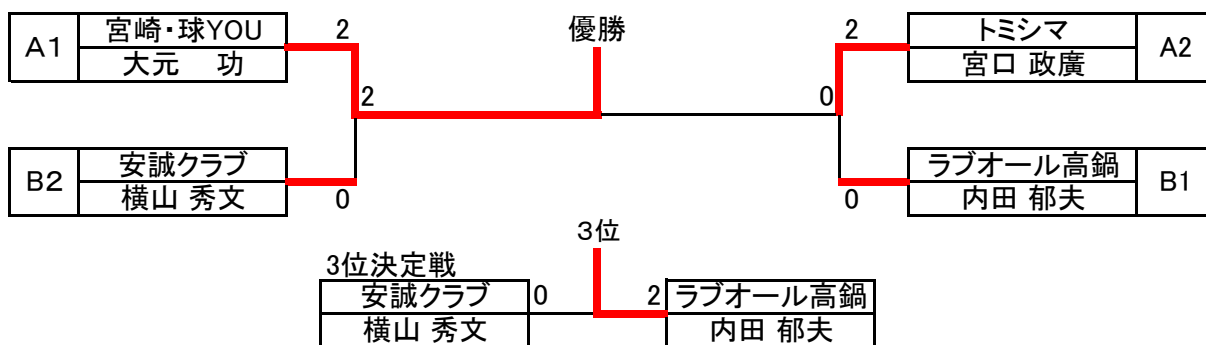 A1 宮崎・球YOU 2 優勝 2 トミシマ A2
大元 功 宮口 政廣
2 0
B2 安誠クラブ ラブオール高鍋 B1
横山 秀文 0 0 内田 郁夫
3位
3位決定戦
安誠クラブ 0 2 ラブオール高鍋
横山 秀文 内田 郁夫